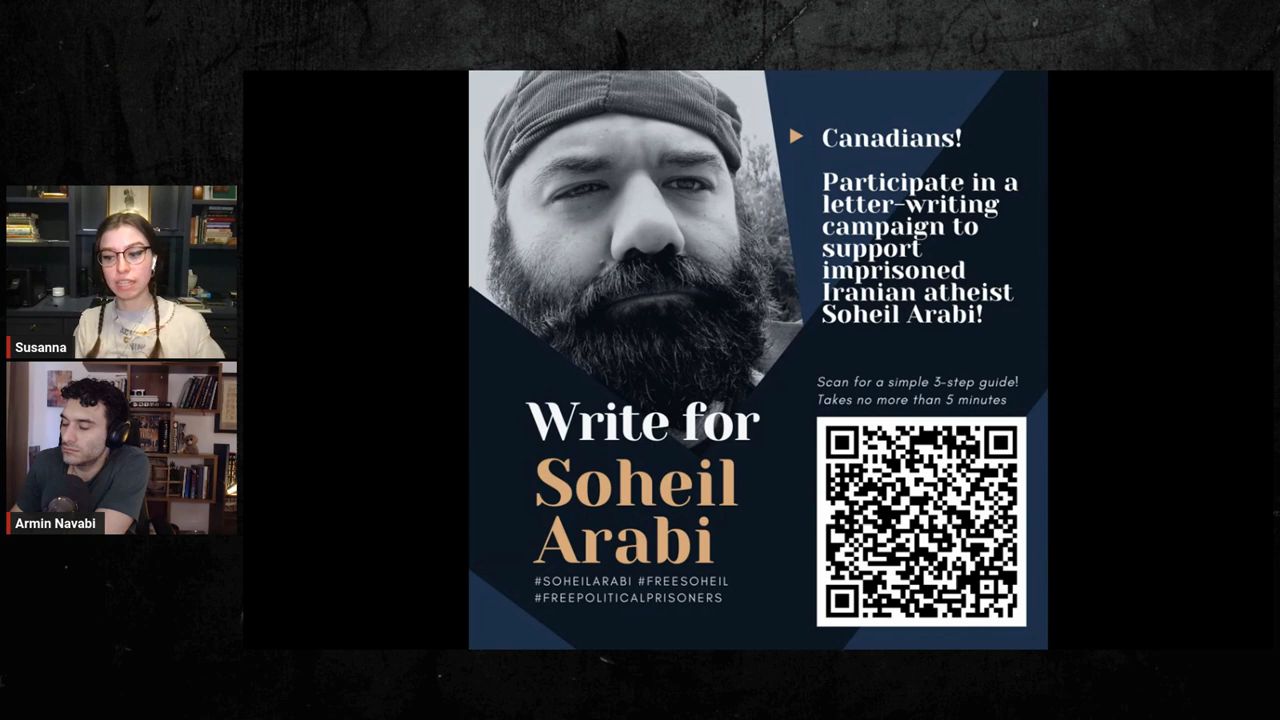 Susanna
Armin Navabi
Canadians!
Participate in a
letter-writing
campaign to
support
imprisoned
Iranian atheist
Soheil Arabi!
Scan for a simple 3-step guide!
Takes no more than 5 minutes
Write for
Soheil
Arabi
#SOHEILARABI #FREESOHEIL
#FREEPOLITICALPRISONERS